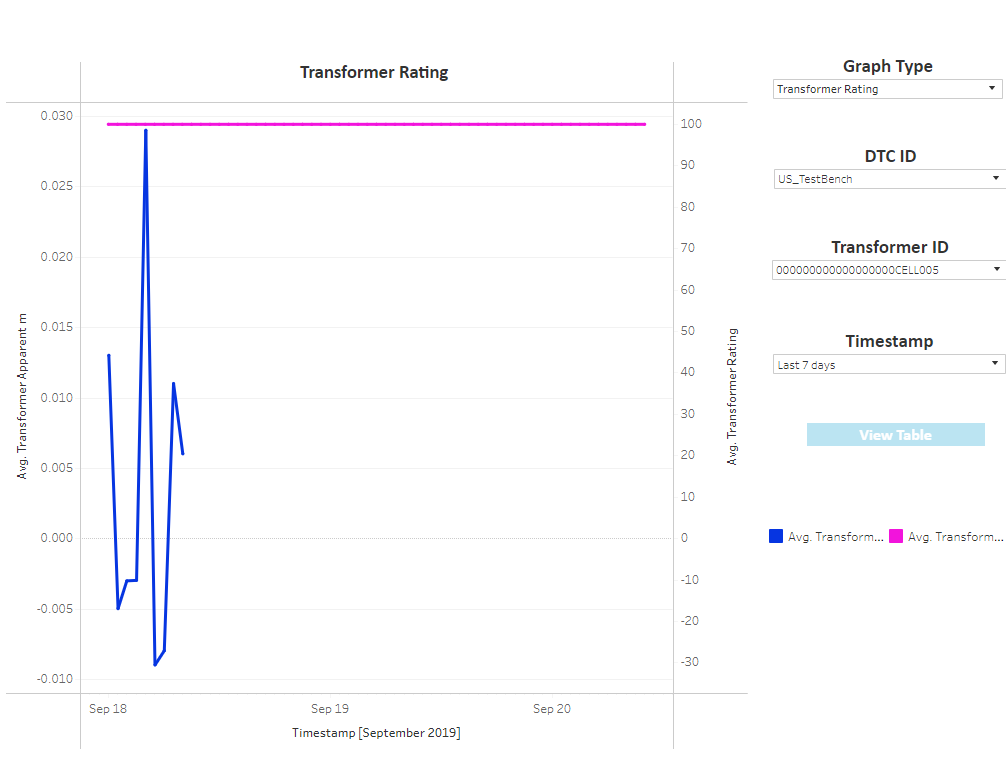 Transformer Rating
0.030
0.025
0.020
0.015
0.010
0.005
0.000
-0.005
-0.010
Avg. Transformer Apparent m
100
90
80
70
60
50
40
30
20
10
0
-10
-20
-30
Avg. Transformer Rating
Sep 18
Sep 19
Sep 20
Timestamp [September 2019]
Graph Type
Transformer Rating
DTC ID
US_TestBench
Transformer ID
000000000000000000CELL005
Timestamp
Last 7 days
View Table
Avg. Transform...
Avg. Transform...